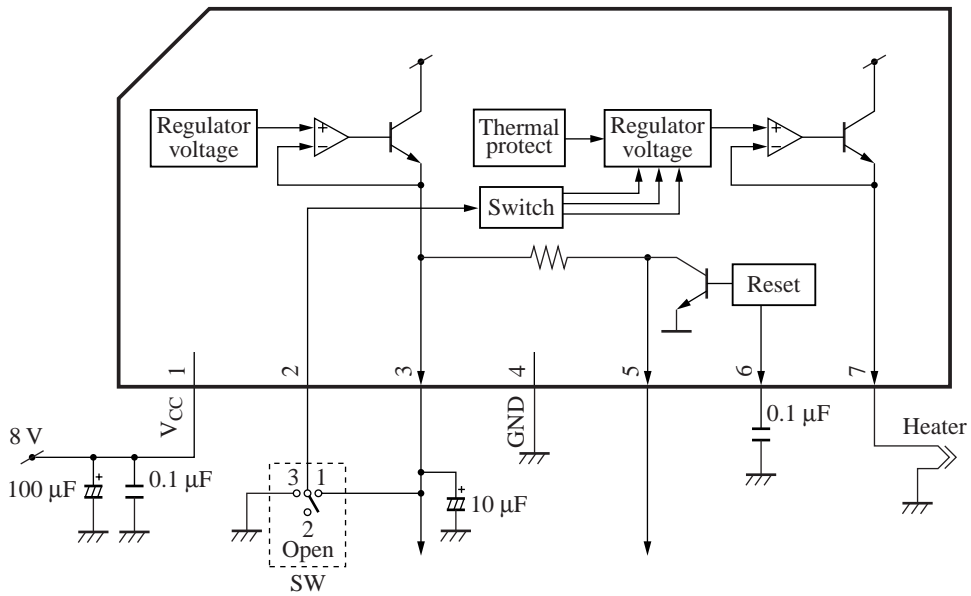 Regulator
voltage
+
−
Thermal
protect
Regulator
voltage
+
−
Switch
Reset
1
2
3
4
5
6
7
VCC
GND
8 V
100 μF
+
0.1 μF
3 1
2
Open
SW
+
10 μF
0.1 μF
Heater